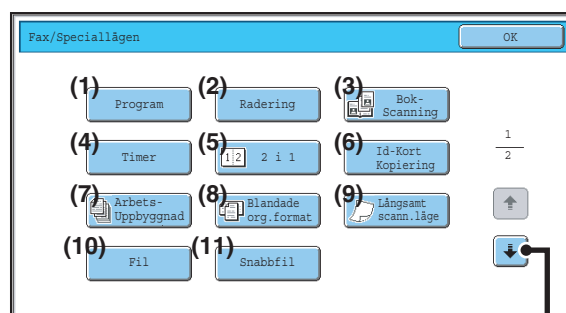 Fax/Speciallågen
OK
(1) Program
(2) Radering
(3) Bok-
Scanning
(4) Timer
(5) 1 2 2 i 1
(6) Id-Kort
Kopiering
(7) Arbets-
Uppbyggnad
(8) Blandade
org.format
(9) Långsamt
scann.läge
(10) Fil
(11) Snabbfil
1
2